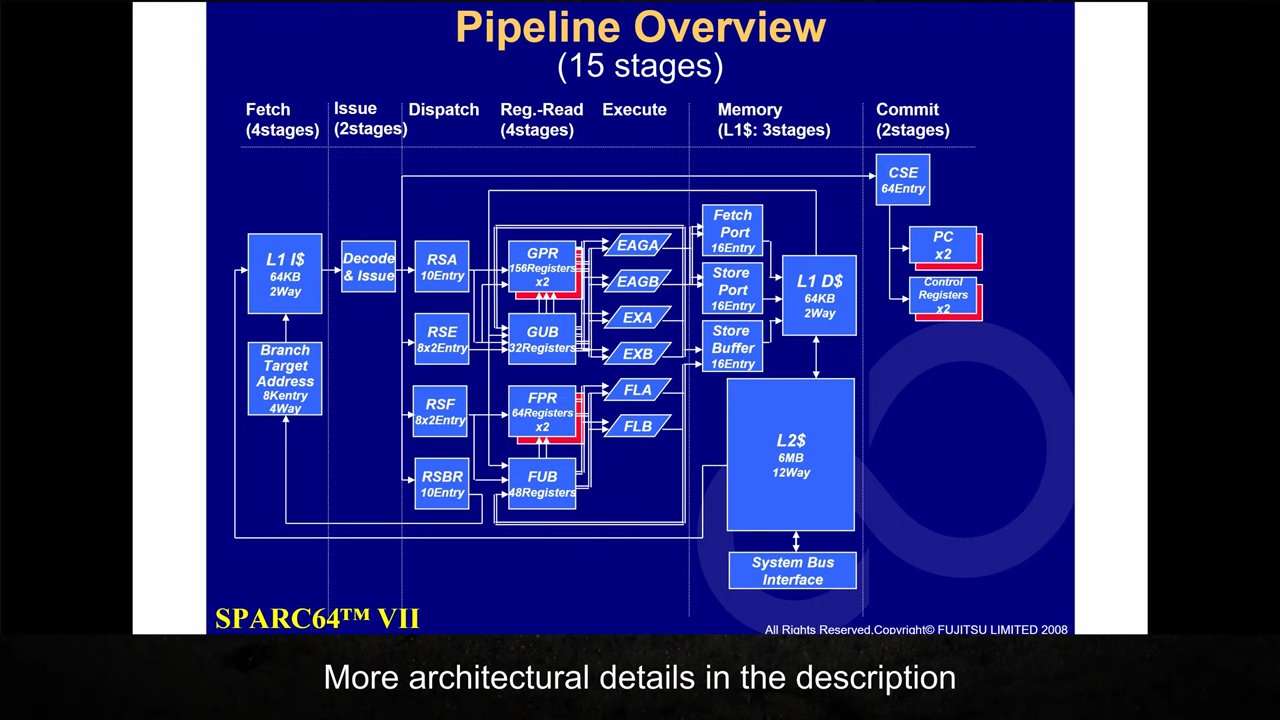 Pipeline Overview
(15 stages)
Fetch
(4stages)
Issue
(2stages)
Dispatch
Reg.-Read
(4stages)
Execute
Memory
(L1$: 3stages)
Commit
(2stages)
CSE
64Entry
PC
x2
Control
Registers
x2
L1 I$
64KB
2Way
Branch
Target
Address
8Kentry
4Way
Decode
& Issue
RSA
10Entry
RSE
8x2Entry
RSF
8x2Entry
RSBR
10Entry
GPR
156Registers
x2
GUB
32Registers
FPR
64Registers
x2
FUB
48Registers
EAGA
EAGB
EXA
EXB
FLA
FLB
Fetch
Port
16Entry
Store
Port
16Entry
Store
Buffer
16Entry
L1 D$
64KB
2Way
L2$
6MB
12Way
System Bus
Interface
SPARC64™ VII
All Rights Reserved.Copyright© FUJITSU LIMITED 2008
More architectural details in the description